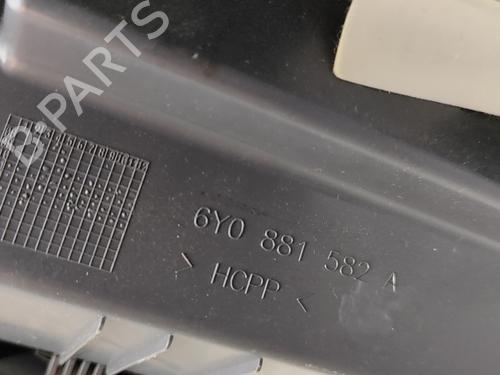 B-PARTS
6Y0 881 582 A
> HCPP <